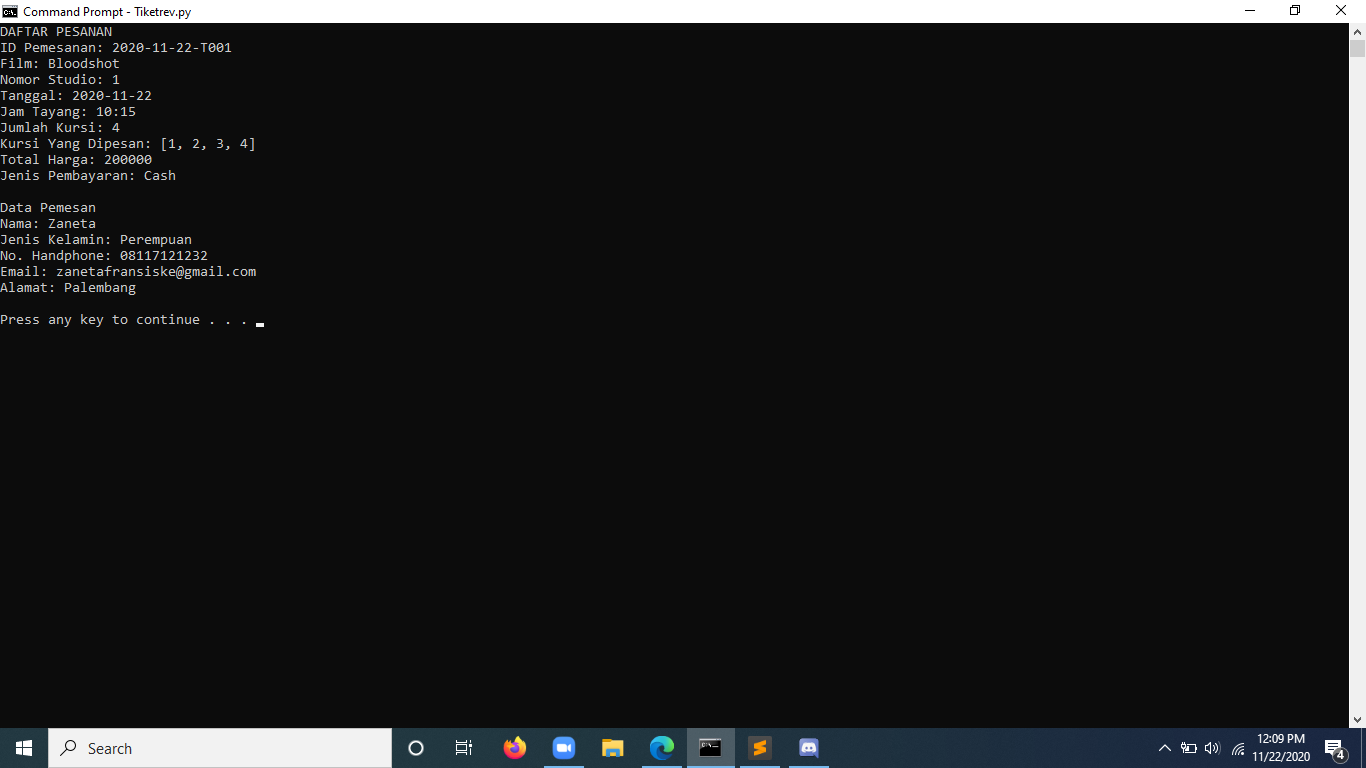 Command Prompt - Tiketrev.py
DAFTAR PESANAN
ID Pemesanan: 2020-11-22-T001
Film: Bloodshot
Nomor Studio: 1
Tanggal: 2020-11-22
Jam Tayang: 10:15
Jumlah Kursi: 4
Kursi Yang Dipesan: [1, 2, 3, 4]
Total Harga: 200000
Jenis Pembayaran: Cash
Data Pemesan
Nama: Zaneta
Jenis Kelamin: Perempuan
No. Handphone: 08117121232
Email: zanetafransiske@gmail.com
Alamat: Palembang
Press any key to continue . . .
Search
12:09 PM
11/22/2020
4